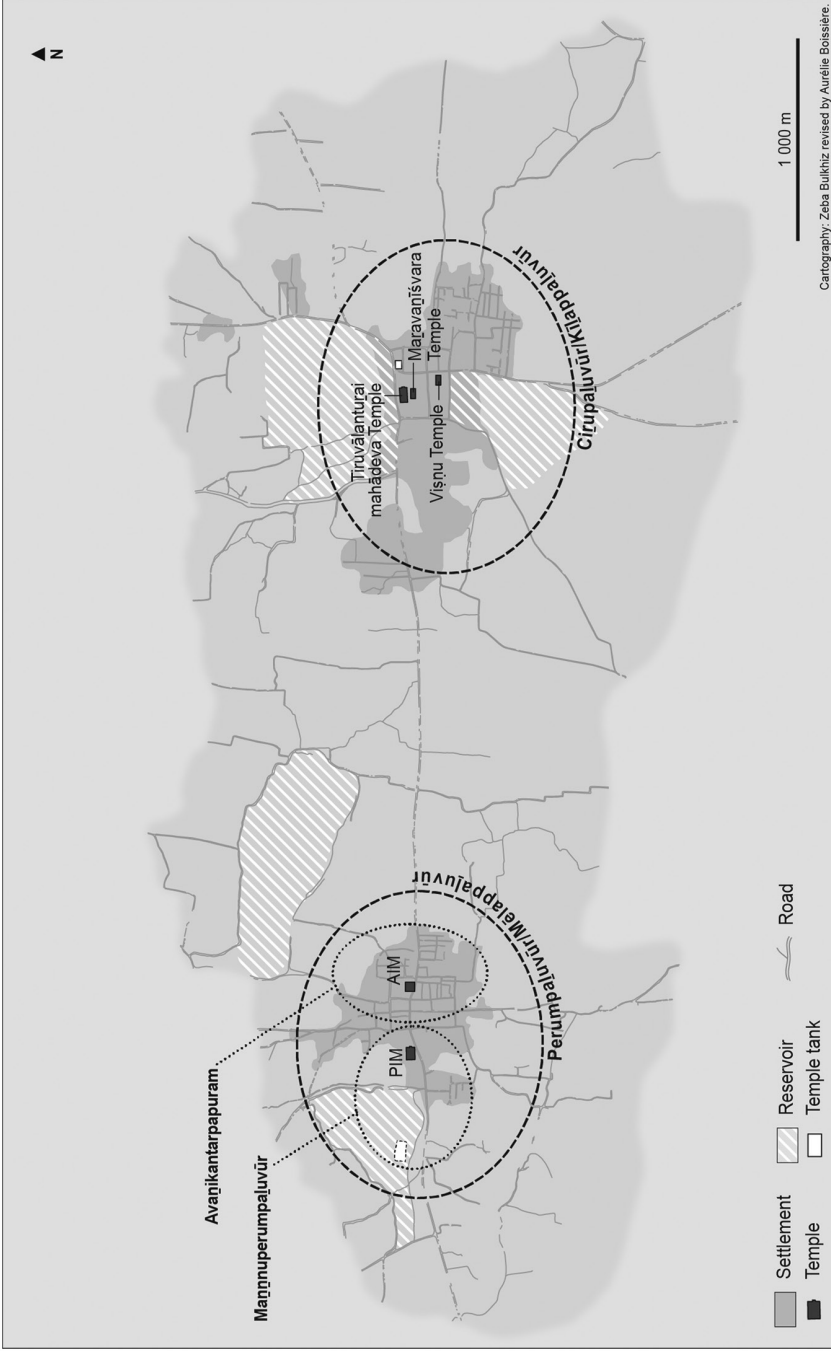 N
Avaṉikantarpapuram
Maṉṉṉuperumpaḻuvūr
PIM
AIM
Perumpaḻuvūr/Mēlappaḻuvūr
Tiruvālanturai
mahādeva Temple
Maṟavaṉīśvara
Temple
Viṣṇu Temple
Ciṟupaḻuvūr/Kīḻappaḻuvūr
Settlement
Temple
Reservoir
Temple tank
Road
1 000 m
Cartography: Zeba Bulkhiz revised by Aurélie Boissière.